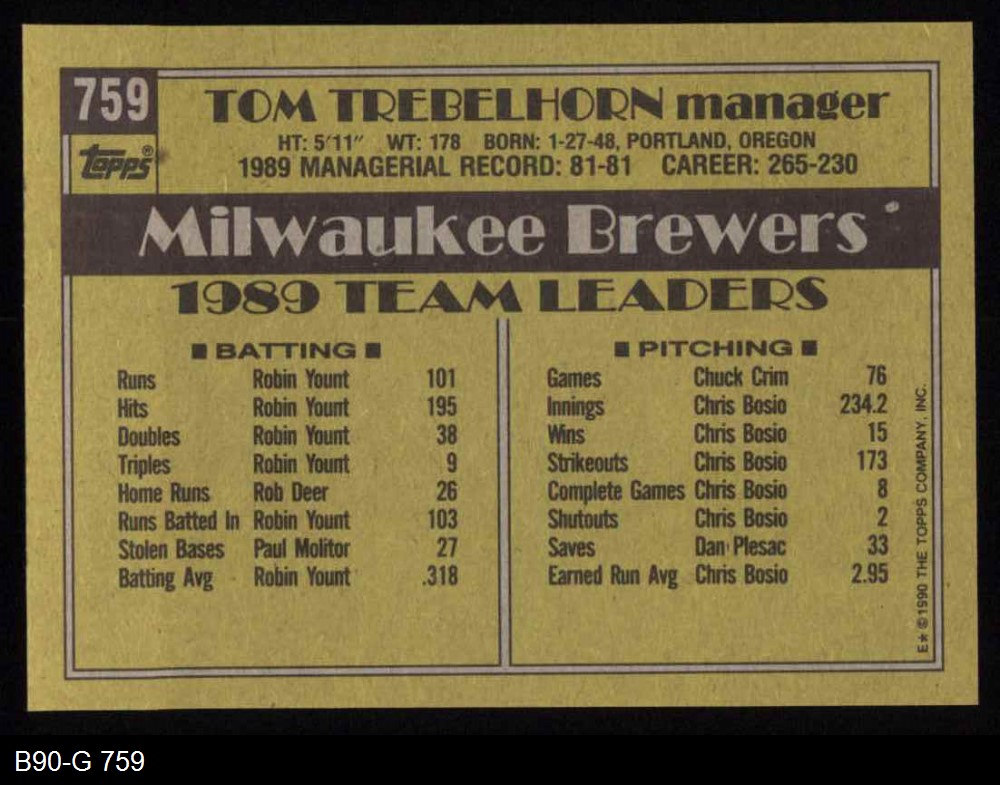 759
topps®
TOM TREBELHORN manager
HT: 5'11" WT: 178 BORN: 1-27-48, PORTLAND, OREGON
1989 MANAGERIAL RECORD: 81-81 CAREER: 265-230
Milwaukee Brewers
1989 TEAM LEADERS
■ BATTING ■
Runs Robin Yount 101
Hits Robin Yount 195
Doubles Robin Yount 38
Triples Robin Yount 9
Home Runs Rob Deer 26
Runs Batted In Robin Yount 103
Stolen Bases Paul Molitor 27
Batting Avg Robin Yount .318
■ PITCHING ■
Games Chuck Crim 76
Innings Chris Bosio 234.2
Wins Chris Bosio 15
Strikeouts Chris Bosio 173
Complete Games Chris Bosio 8
Shutouts Chris Bosio 2
Saves Dan Plesac 33
Earned Run Avg Chris Bosio 2.95
E* © 1990 THE TOPPS COMPANY, INC.
B90-G 759